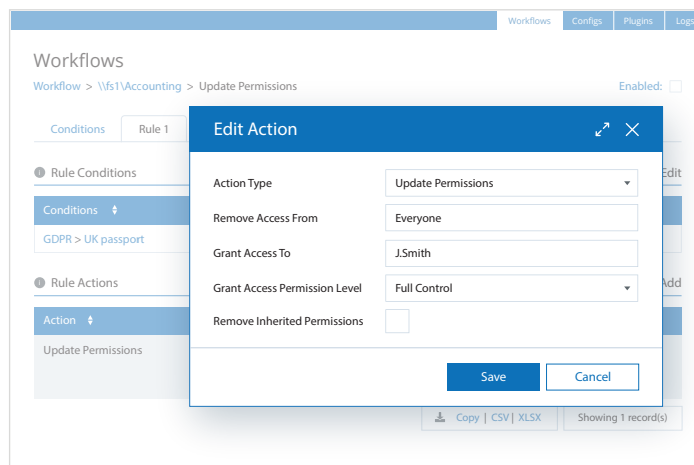 Workflows Configs Plugins Logs
Workflows
Workflow > \\fs1\Accounting > Update Permissions Enabled:
Conditions Rule 1
Edit Action
Rule Conditions Edit
Action Type Update Permissions
Conditions
Remove Access From Everyone
GDPR > UK passport
Grant Access To J.Smith
Rule Actions Add
Grant Access Permission Level Full Control
Action
Remove Inherited Permissions
Update Permissions
Save Cancel
Copy | CSV | XLSX Showing 1 record(s)